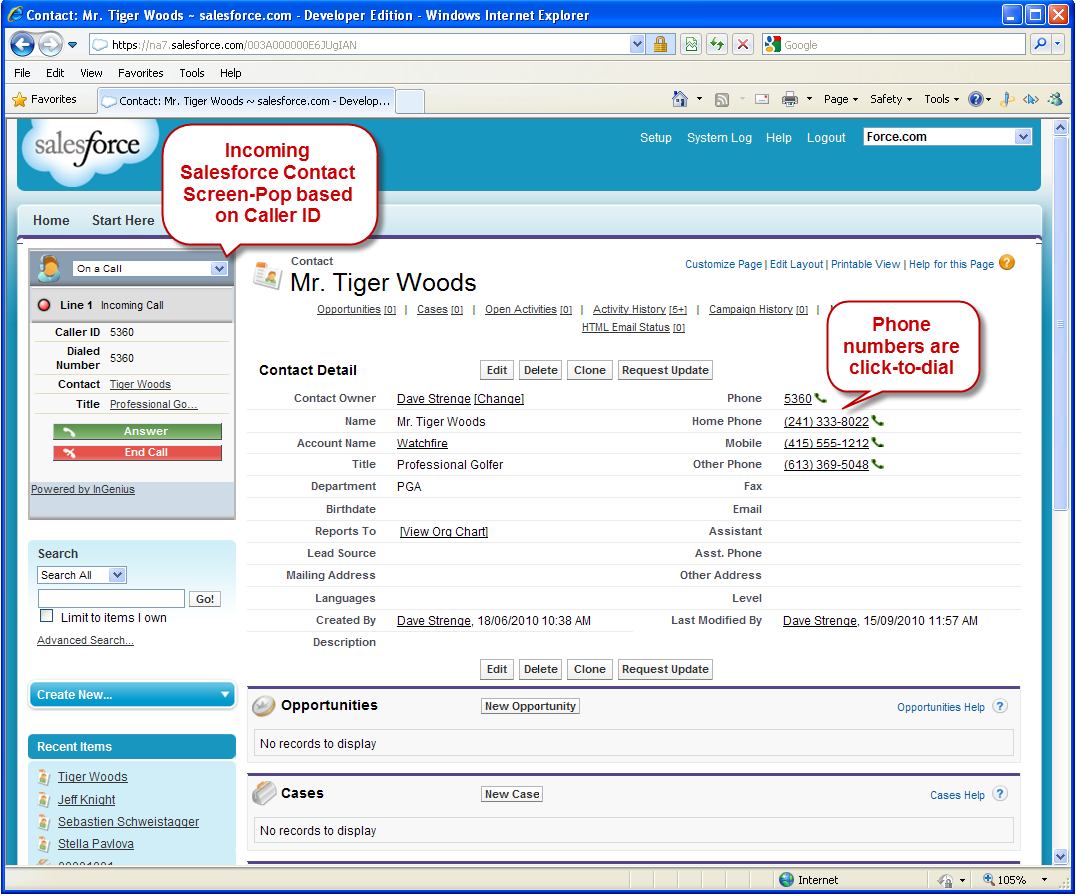 Contact: Mr. Tiger Woods ~ salesforce.com - Developer Edition - Windows Internet Explorer
https://na7.salesforce.com/003A000000E6JUgIAN
Google
File Edit View Favorites Tools Help
Favorites
Contact: Mr. Tiger Woods ~ salesforce.com - Develop...
Page Safety Tools
salesforce
Setup System Log Help Logout Force.com
Incoming
Salesforce Contact
Screen-Pop based
on Caller ID
Home Start Here
On a Call
Line 1 Incoming Call
Caller ID 5360
Dialed
Number 5360
Contact Tiger Woods
Title Professional Go...
Answer
End Call
Powered by InGenius
Search
Search All
Go!
Limit to items I own
Advanced Search...
Create New...
Recent Items
Tiger Woods
Jeff Knight
Sebastien Schweistagger
Stella Pavlova
Contact
Mr. Tiger Woods
Customize Page | Edit Layout | Printable View | Help for this Page ?
Opportunities [0] | Cases [0] | Open Activities [0] | Activity History [5+] | Campaign History [0] |
HTML Email Status [0]
Phone
numbers are
click-to-dial
Contact Detail Edit Delete Clone Request Update
Contact Owner Dave Strenge [Change] Phone 5360
Name Mr. Tiger Woods Home Phone (241) 333-8022
Account Name Watchfire Mobile (415) 555-1212
Title Professional Golfer Other Phone (613) 369-5048
Department PGA Fax
Birthdate Email
Reports To [View Org Chart] Assistant
Lead Source Asst. Phone
Mailing Address Other Address
Languages Level
Created By Dave Strenge, 18/06/2010 10:38 AM Last Modified By Dave Strenge, 15/09/2010 11:57 AM
Description
Edit Delete Clone Request Update
Opportunities New Opportunity Opportunities Help ?
No records to display
Cases New Case Cases Help ?
No records to display
Internet 105%